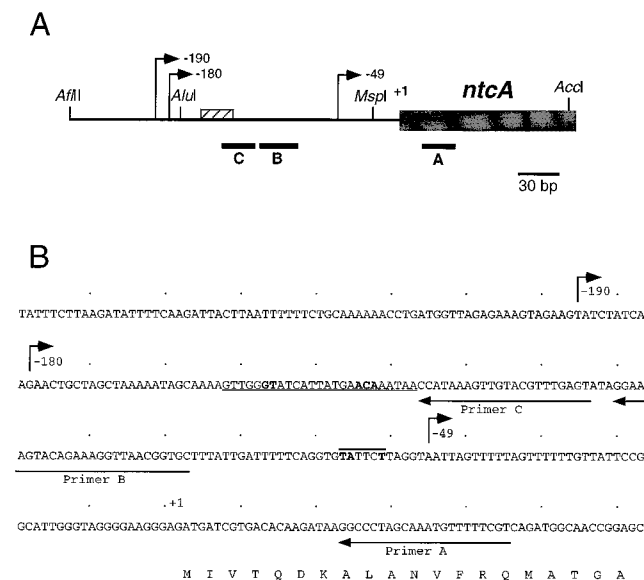 A
-190
-180
-49
AflII
AluI
MspI
+1
ntcA
AccI
C
B
A
30 bp
B
-190
TATTTCTTAAGATATTTTCAAGATTACTTAATTTTTTCTGCAAAAAACCTGATGGTTAGAGAAAGTAGAAGTATCTATCA
-180
AGAACTGCTAGCTAAAAATAGCAAAAGTTGGGTATCATTATGAACAAATAACCATAAAGTTGTACGTTTGAGTATAGGAA
Primer C
-49
AGTACAGAAAGGTTAACGGTGCTTTATTGATTTTTCAGGTGTATTCTTAGGTAATTAGTTTTTAGTTTTTTGTTATTCCG
Primer B
+1
GCATTGGGTAGGGGAAGGGAGATGATCGTGACACAAGATAAGGCCCTAGCAAATGTTTTTCGTCAGATGGCAACCGGAGC
Primer A
M I V T Q D K A L A N V F R Q M A T G A